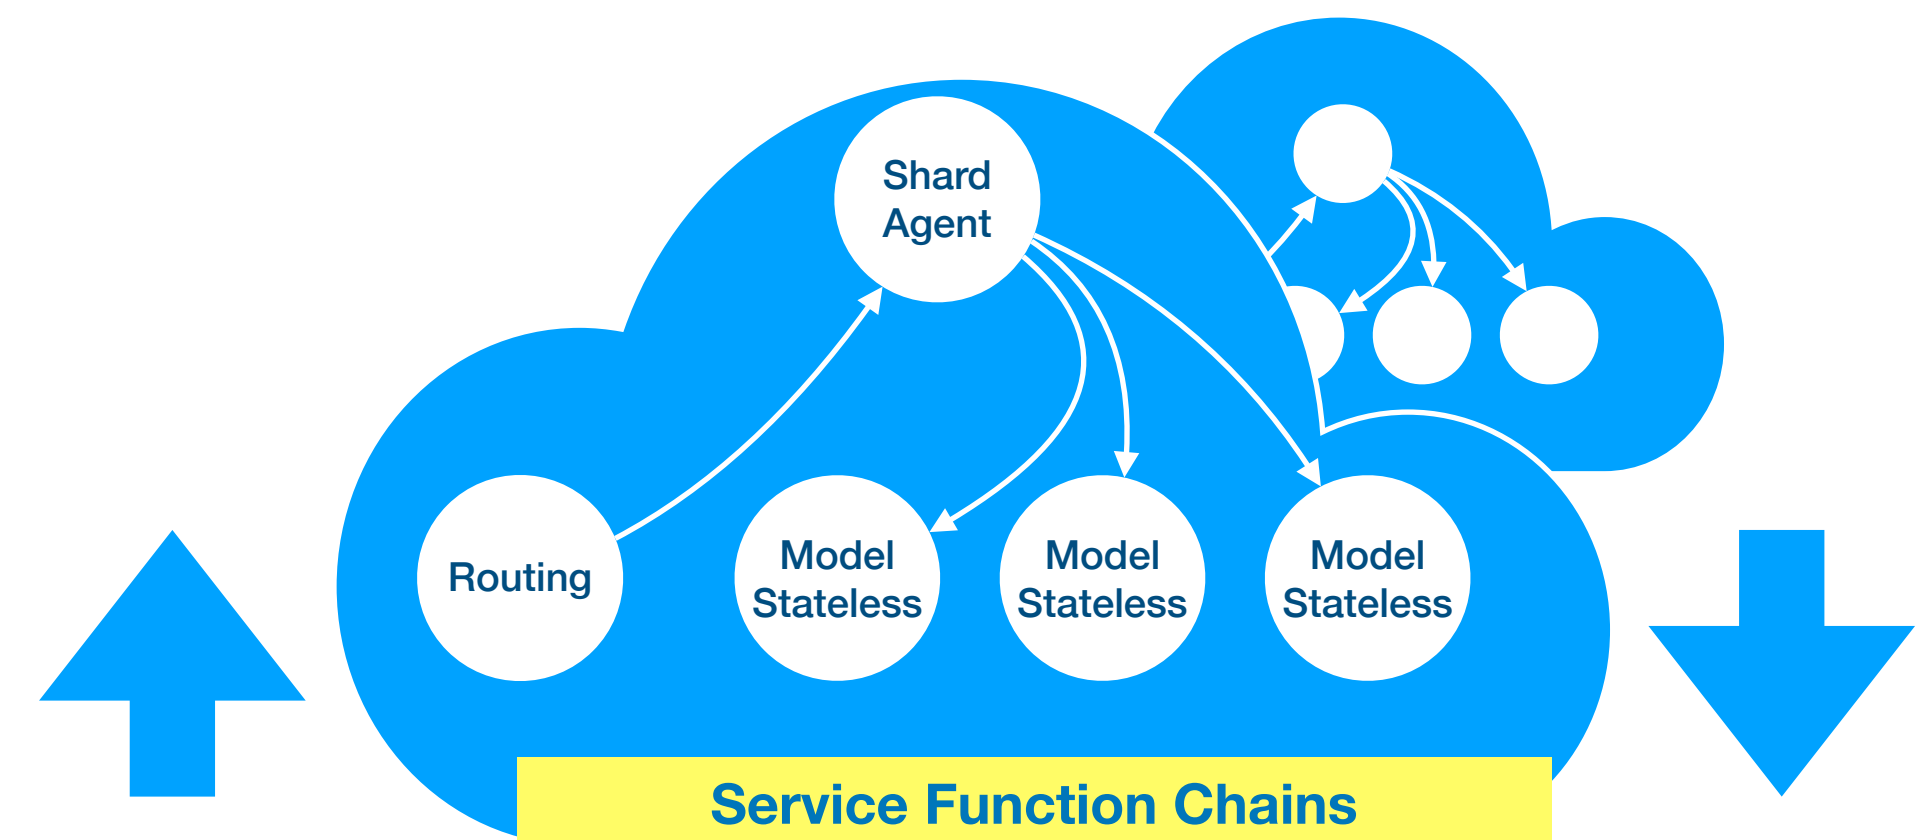 Shard
Agent
Routing
Model
Stateless
Model
Stateless
Model
Stateless
Service Function Chains